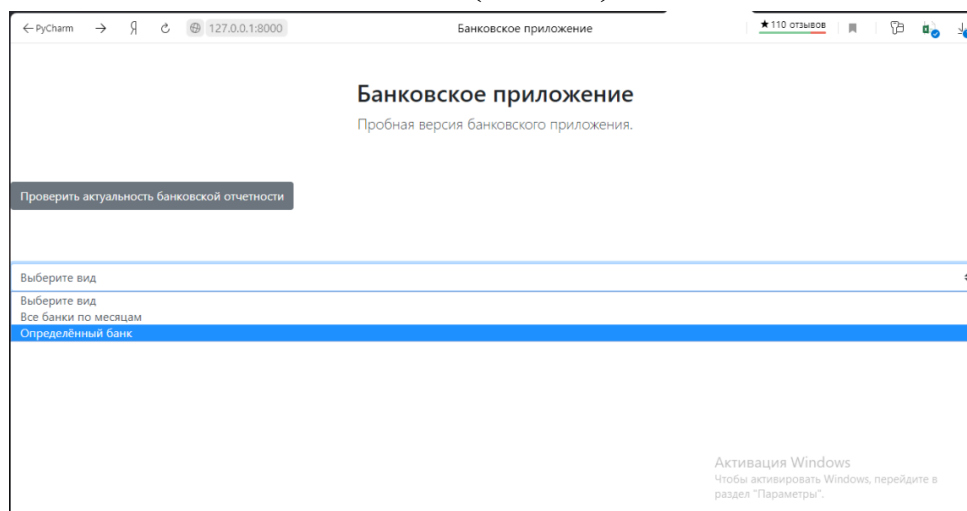 PyCharm
Я
127.0.0.1:8000
Банковское приложение
★110 отзывов
Банковское приложение
Пробная версия банковского приложения.
Проверить актуальность банковской отчетности
Выберите вид
Выберите вид
Все банки по месяцам
Определённый банк
Активация Windows
Чтобы активировать Windows, перейдите в
раздел "Параметры".